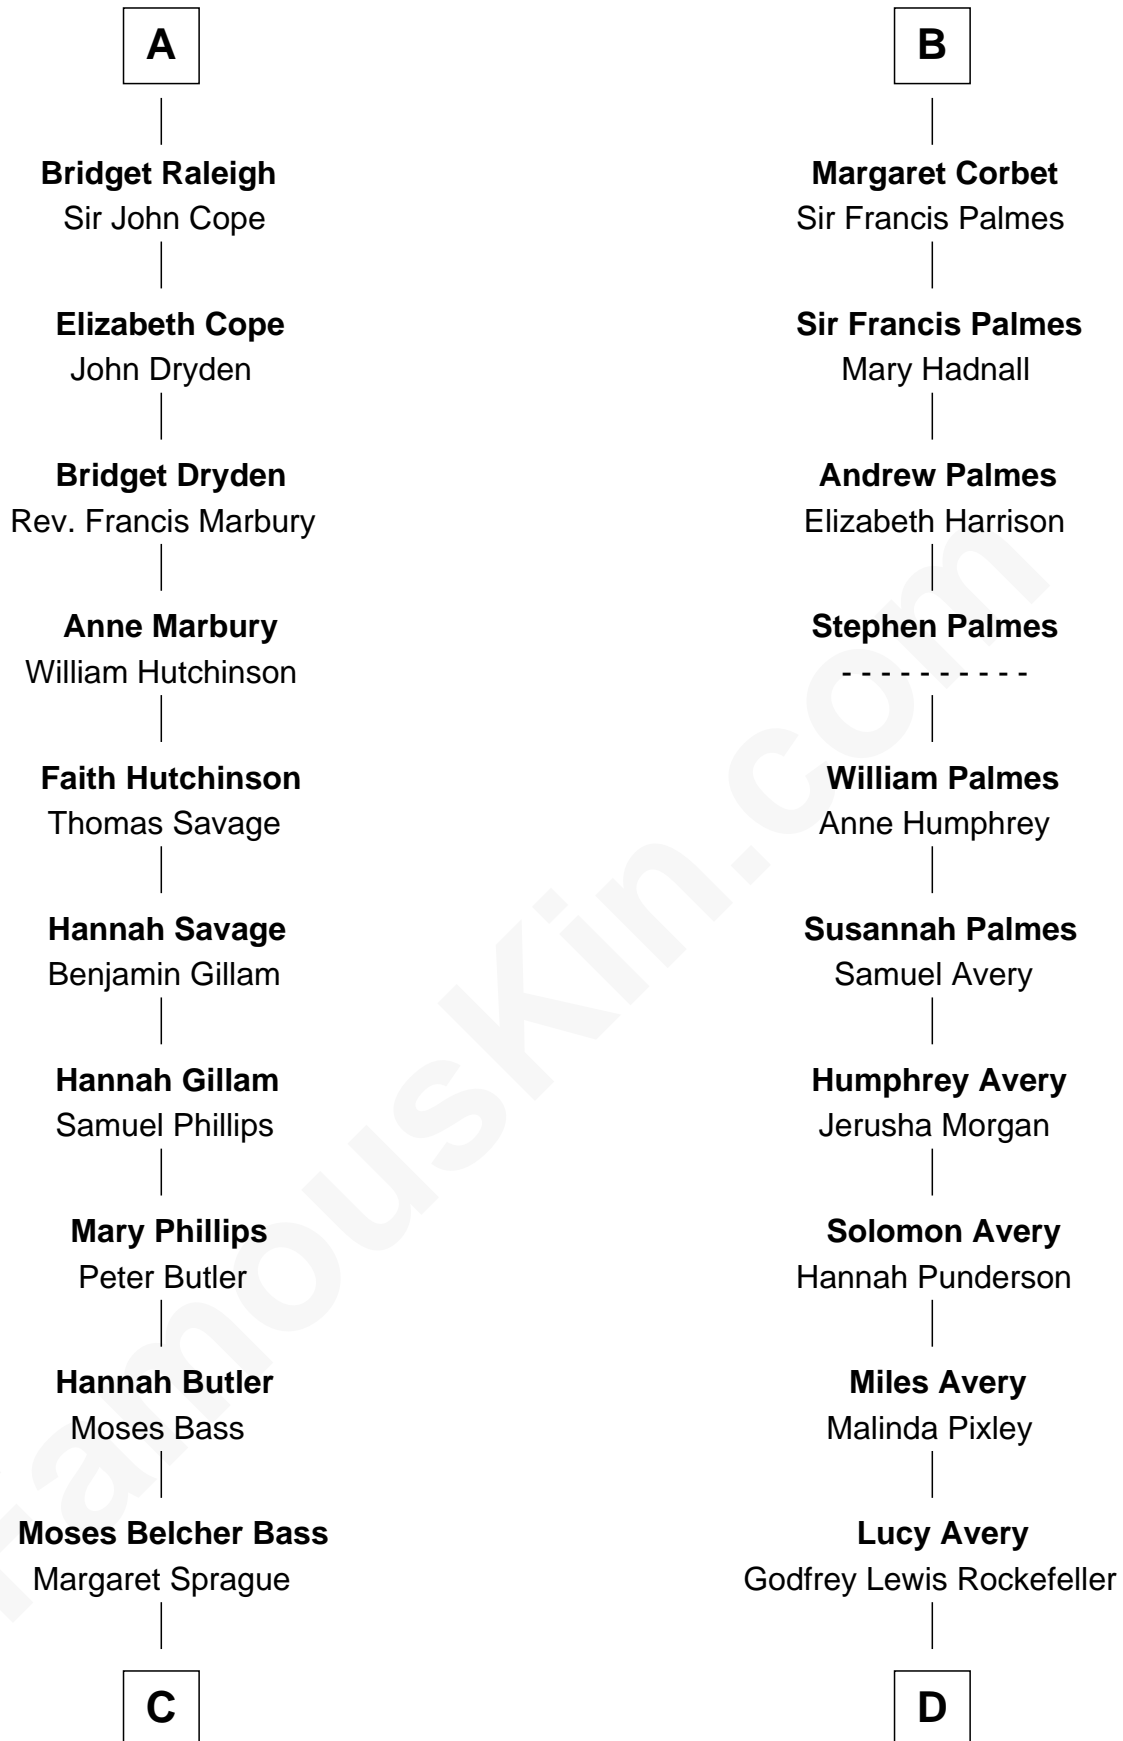 A
Bridget Raleigh
Sir John Cope
Elizabeth Cope
John Dryden
Bridget Dryden
Rev. Francis Marbury
Anne Marbury
William Hutchinson
Faith Hutchinson
Thomas Savage
Hannah Savage
Benjamin Gillam
Hannah Gillam
Samuel Phillips
Mary Phillips
Peter Butler
Hannah Butler
Moses Bass
Moses Belcher Bass
Margaret Sprague
C
B
Margaret Corbet
Sir Francis Palmes
Sir Francis Palmes
Mary Hadnall
Andrew Palmes
Elizabeth Harrison
Stephen Palmes
- - - - - - - - - -
William Palmes
Anne Humphrey
Susannah Palmes
Samuel Avery
Humphrey Avery
Jerusha Morgan
Solomon Avery
Hannah Punderson
Miles Avery
Malinda Pixley
Lucy Avery
Godfrey Lewis Rockefeller
D
FamousKin.com